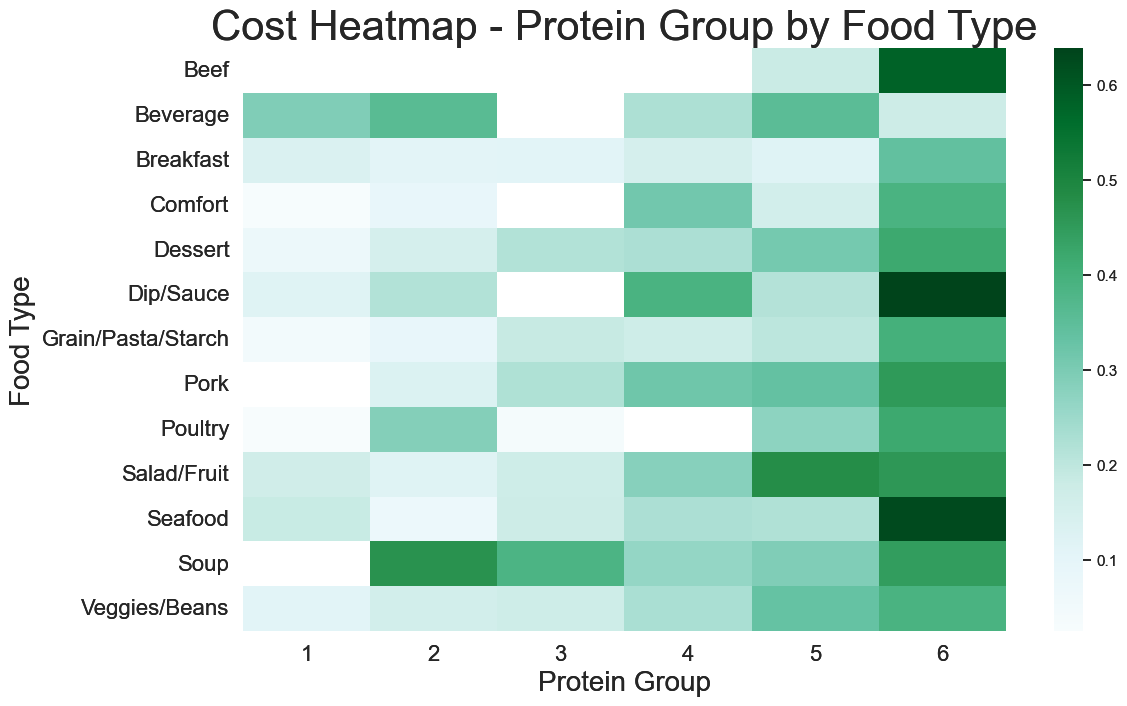 Cost Heatmap - Protein Group by Food Type
Food Type
Beef
Beverage
Breakfast
Comfort
Dessert
Dip/Sauce
Grain/Pasta/Starch
Pork
Poultry
Salad/Fruit
Seafood
Soup
Veggies/Beans
1 2 3 4 5 6
Protein Group
0.6
0.5
0.4
0.3
0.2
0.1